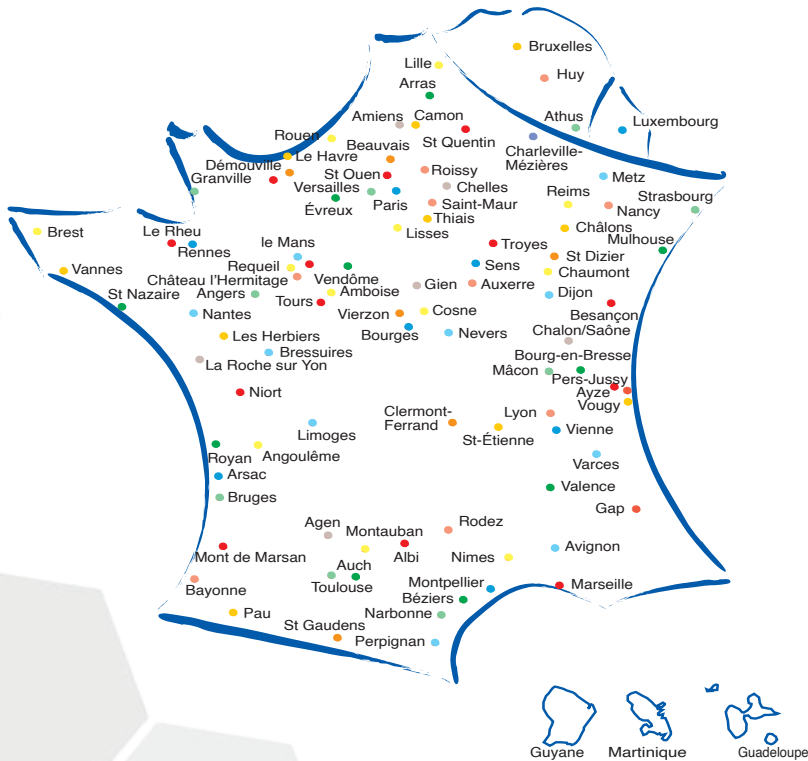 Bruxelles
Lille
Huy
Arras
Athus
Luxembourg
Amiens
Camon
St Quentin
Charleville-
Mézières
Rouen
Beauvais
Le Havre
Démouville
Granville
St Ouen
Roissy
Metz
Versailles
Chelles
Reims
Strasbourg
Évreux
Paris
Saint-Maur
Nancy
Thiais
Brest
Le Rheu
Lisses
Châlons
Rennes
le Mans
Troyes
Mulhouse
Vannes
Requeil
Sens
St Dizier
Château l'Hermitage
Vendôme
Chaumont
St Nazaire
Angers
Amboise
Gien
Auxerre
Dijon
Tours
Nantes
Vierzon
Cosne
Besançon
Les Herbiers
Bourges
Nevers
Chalon/Saône
Bressuires
La Roche sur Yon
Bourg-en-Bresse
Mâcon
Pers-Jussy
Niort
Ayze
Vougy
Clermont-
Ferrand
Lyon
Limoges
St-Étienne
Vienne
Royan
Angoulême
Arsac
Varces
Bruges
Valence
Gap
Agen
Montauban
Rodez
Mont de Marsan
Albi
Nimes
Avignon
Auch
Toulouse
Montpellier
Marseille
Bayonne
Béziers
Pau
Narbonne
St Gaudens
Perpignan
Guyane
Martinique
Guadeloupe